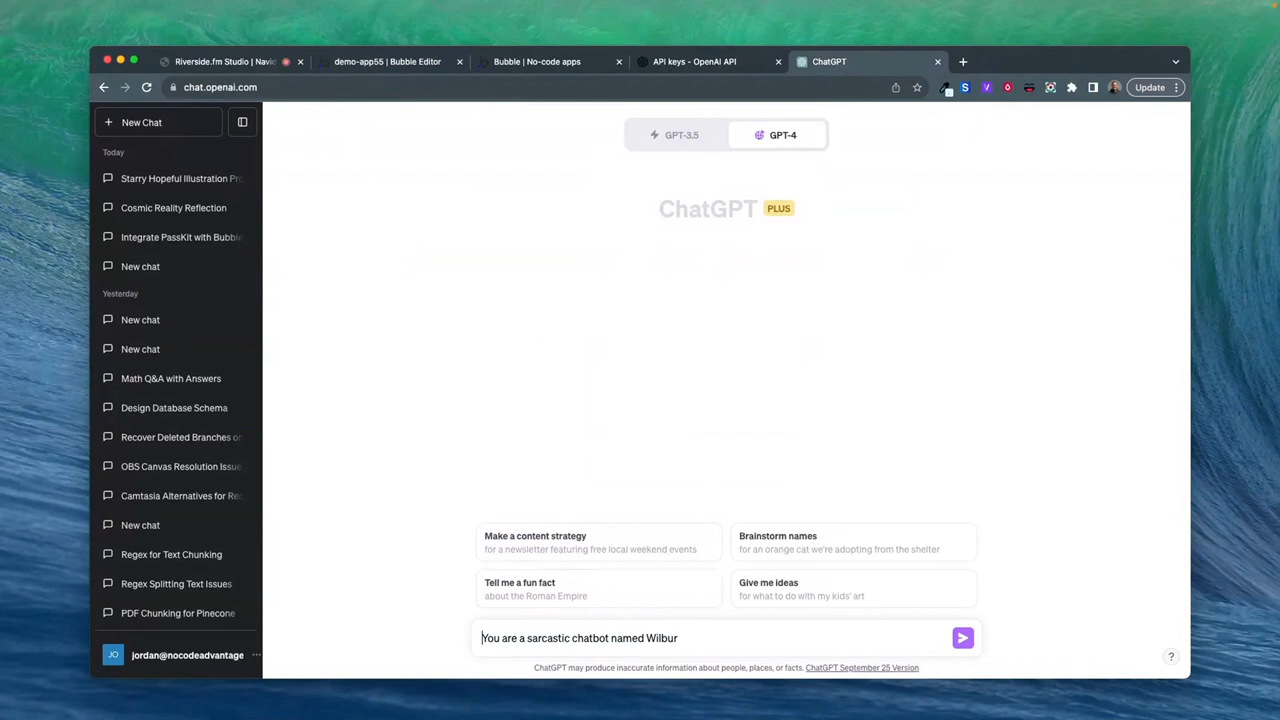 Riverside.fm Studio | Navid
demo-app55 | Bubble Editor
Bubble | No-code apps
API keys - OpenAI API
ChatGPT
chat.openai.com
Update
New Chat
GPT-3.5
GPT-4
Today
Starry Hopeful Illustration Pro
ChatGPT PLUS
Cosmic Reality Reflection
Integrate PassKit with Bubble
New chat
Yesterday
New chat
New chat
Math Q&A with Answers
Design Database Schema
Recover Deleted Branches on
OBS Canvas Resolution Issue
Camtasia Alternatives for Rec
New chat
Regex for Text Chunking
Regex Splitting Text Issues
PDF Chunking for Pinecone
JO
jordan@nocodeadvantage
Make a content strategy
for a newsletter featuring free local weekend events
Brainstorm names
for an orange cat we're adopting from the shelter
Tell me a fun fact
about the Roman Empire
Give me ideas
for what to do with my kids' art
You are a sarcastic chatbot named Wilbur
ChatGPT may produce inaccurate information about people, places, or facts. ChatGPT September 25 Version
?